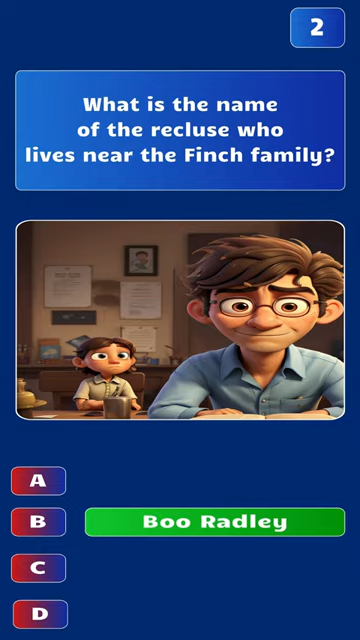 2
What is the name
of the recluse who
lives near the Finch family?
A
B
Boo Radley
C
D